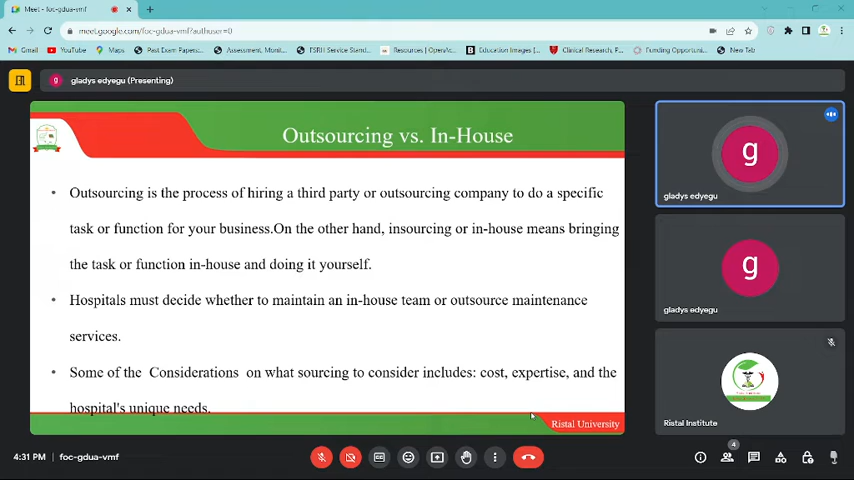 Meet - foc-gdua-vmf
meet.google.com/foc-gdua-vmf?authuser=0
Gmail
YouTube
Maps
Past Exam Papers:...
Assessment, Monit...
FSRH Service Stand...
Resources | OperaAc...
Education Images |...
Clinical Research, P...
Funding Opportuni...
New Tab
gladys edyegu (Presenting)
Outsourcing vs. In-House
• Outsourcing is the process of hiring a third party or outsourcing company to do a specific
task or function for your business.On the other hand, insourcing or in-house means bringing
the task or function in-house and doing it yourself.
• Hospitals must decide whether to maintain an in-house team or outsource maintenance
services.
• Some of the Considerations on what sourcing to consider includes: cost, expertise, and the
hospital's unique needs.
Ristal University
g
gladys edyegu
g
gladys edyegu
Ristal Institute
4:31 PM
foc-gdua-vmf
4